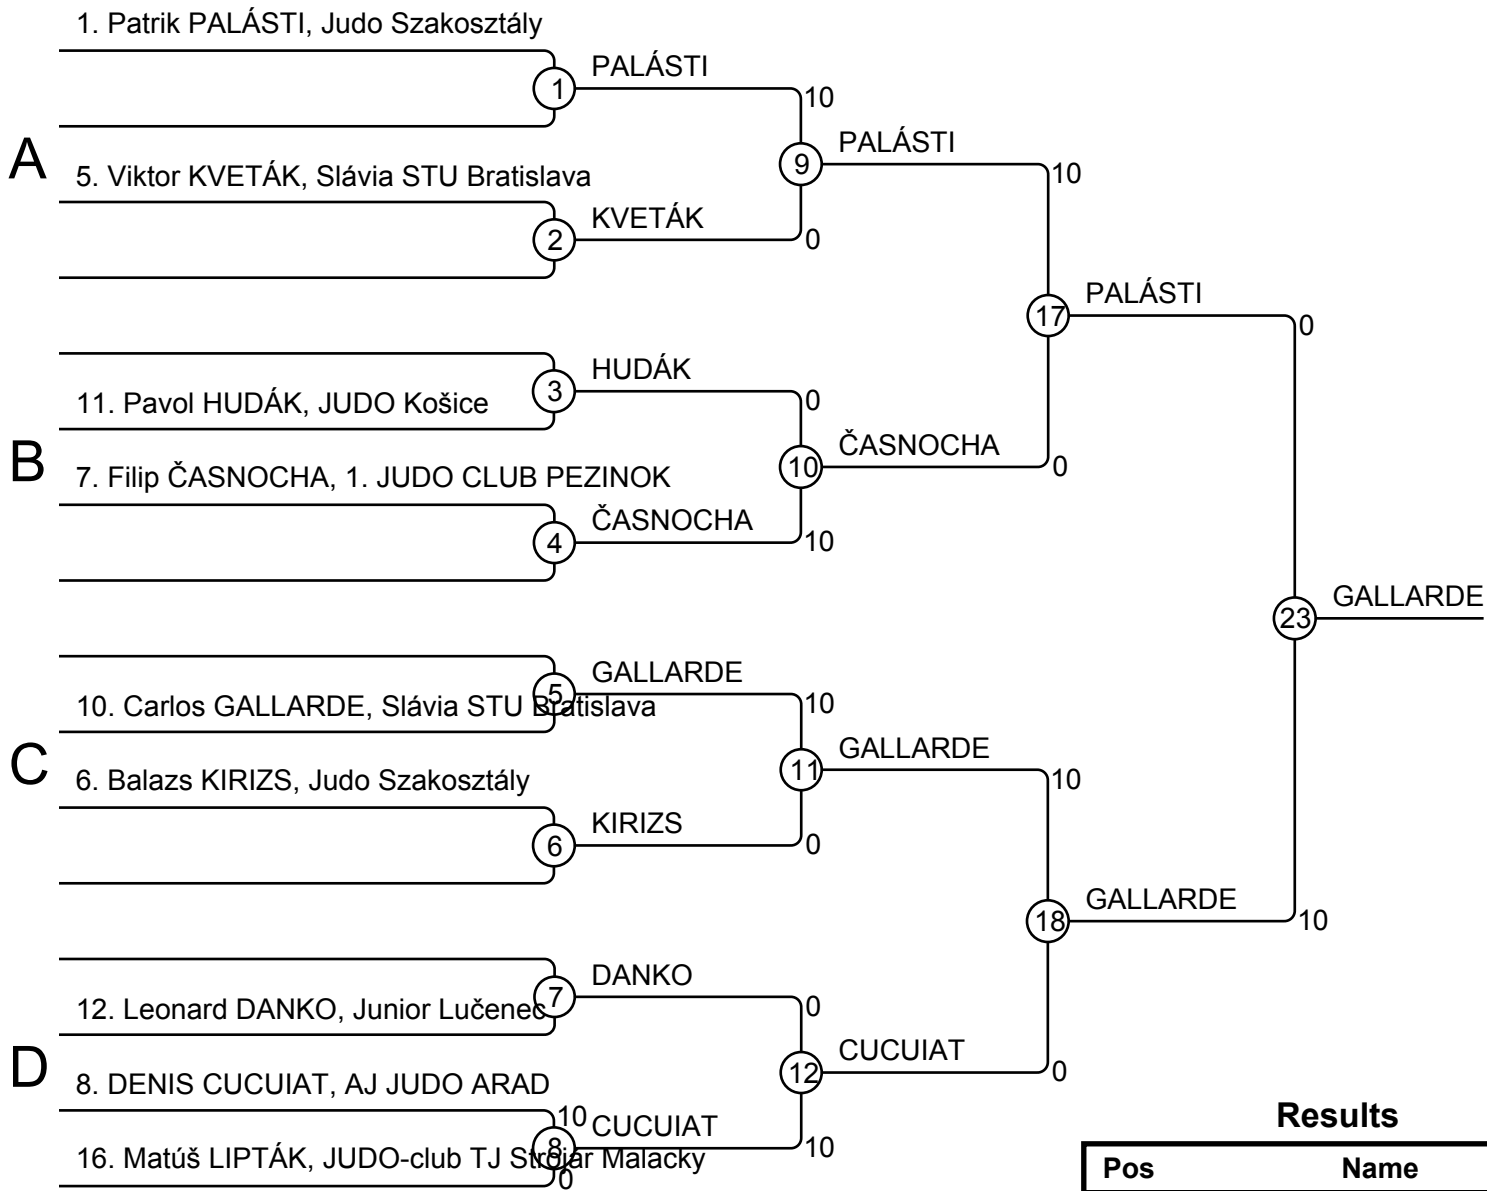 1. Patrik PALÁSTI, Judo Szakosztály
PALÁSTI
1
10
PALÁSTI
A
9
10
5. Viktor KVETÁK, Slávia STU Bratislava
KVETÁK
2
0
PALÁSTI
17
0
HUDÁK
3
0
11. Pavol HUDÁK, JUDO Košice
ČASNOCHA
B
10
0
7. Filip ČASNOCHA, 1. JUDO CLUB PEZINOK
ČASNOCHA
4
10
GALLARDE
23
GALLARDE
5
10
10. Carlos GALLARDE, Slávia STU Bratislava
GALLARDE
C
11
10
6. Balazs KIRIZS, Judo Szakosztály
KIRIZS
6
0
GALLARDE
18
10
DANKO
7
0
12. Leonard DANKO, Junior Lučenec
CUCUIAT
D
12
0
8. DENIS CUCUIAT, AJ JUDO ARAD
10
CUCUIAT
8
10
16. Matúš LIPTÁK, JUDO-club TJ Strojár Malacky
0
Results
Pos Name